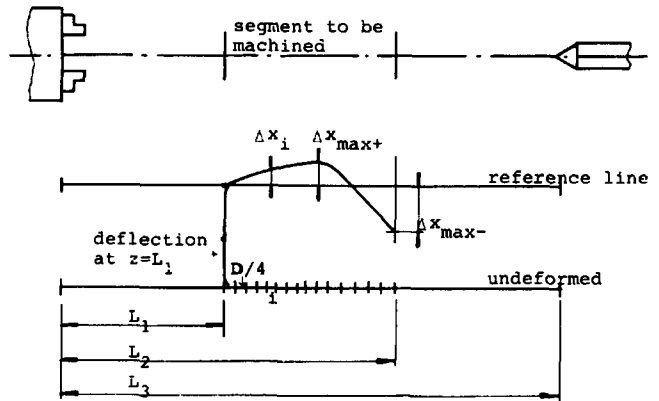 segment to be
machined
Δx_i
Δx_max+
reference line
Δx_max-
deflection
at z=L_1
D/4
undeformed
i
L_1
L_2
L_3